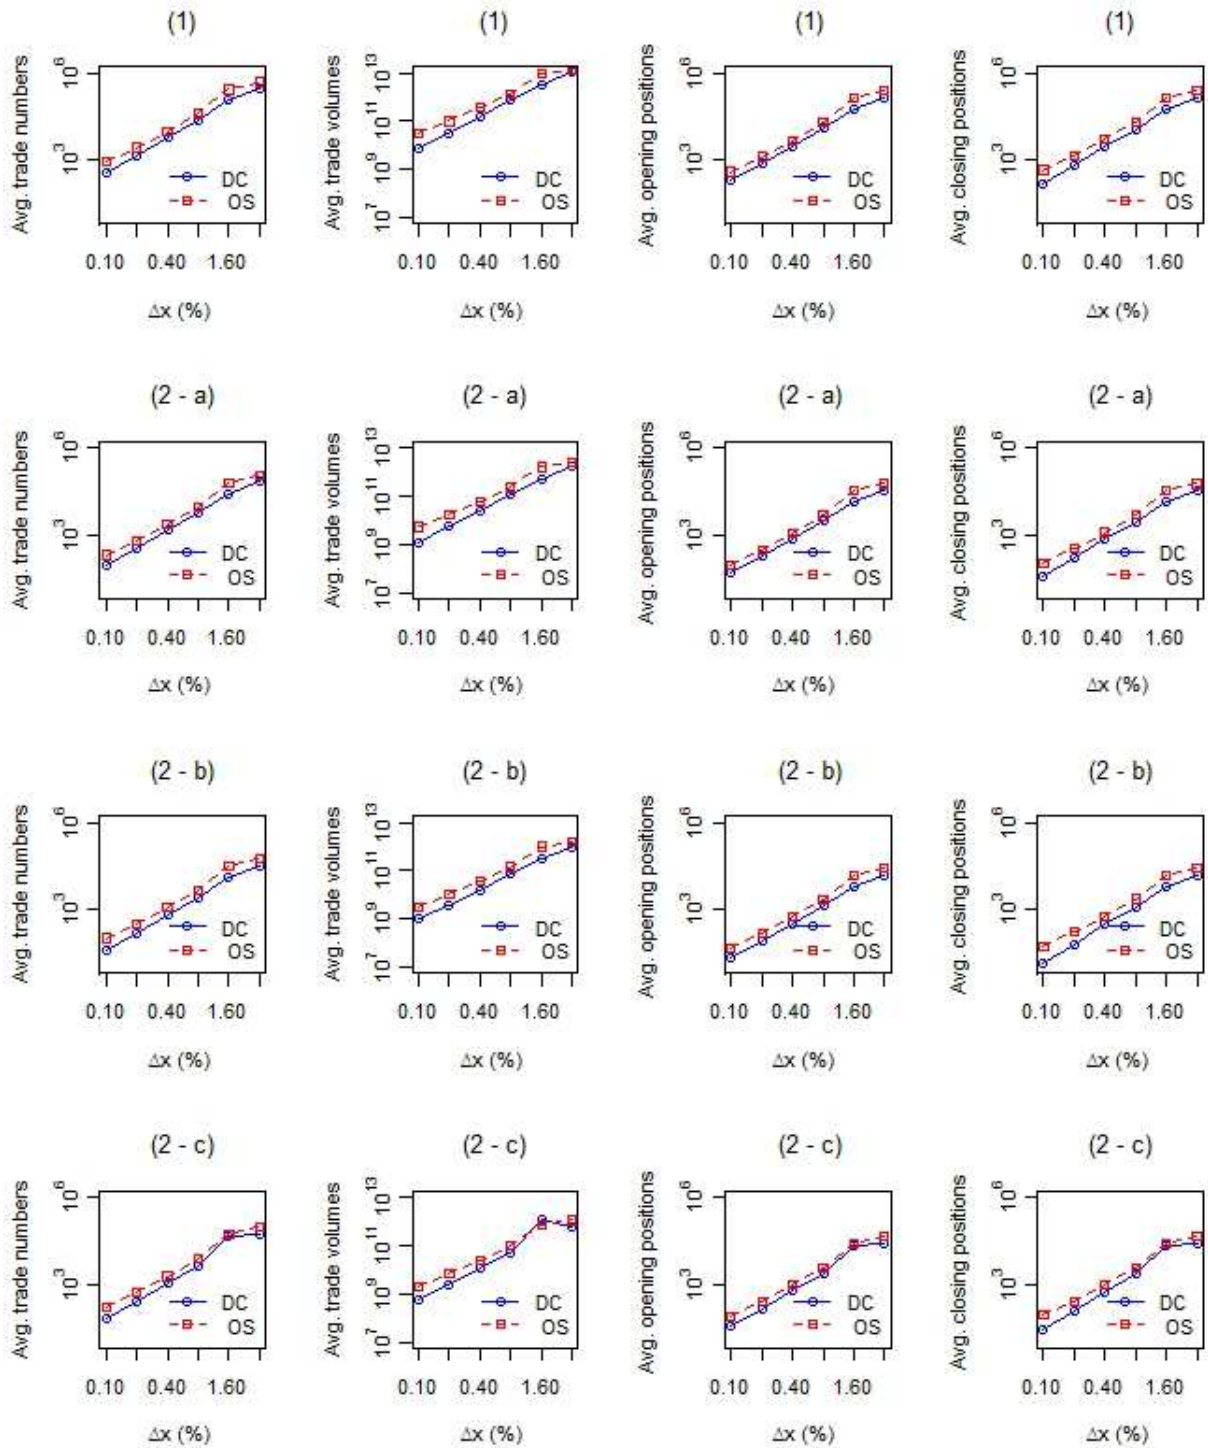 (1)
Avg. trade numbers
10^6
10^3
DC
OS
0.10 0.40 1.60
Δx (%)
(1)
Avg. trade volumes
10^13
10^11
10^9
10^7
DC
OS
0.10 0.40 1.60
Δx (%)
(1)
Avg. opening positions
10^6
10^3
DC
OS
0.10 0.40 1.60
Δx (%)
(1)
Avg. closing positions
10^6
10^3
DC
OS
0.10 0.40 1.60
Δx (%)
(2 - a)
Avg. trade numbers
10^6
10^3
DC
OS
0.10 0.40 1.60
Δx (%)
(2 - a)
Avg. trade volumes
10^13
10^11
10^9
10^7
DC
OS
0.10 0.40 1.60
Δx (%)
(2 - a)
Avg. opening positions
10^6
10^3
DC
OS
0.10 0.40 1.60
Δx (%)
(2 - a)
Avg. closing positions
10^6
10^3
DC
OS
0.10 0.40 1.60
Δx (%)
(2 - b)
Avg. trade numbers
10^6
10^3
DC
OS
0.10 0.40 1.60
Δx (%)
(2 - b)
Avg. trade volumes
10^13
10^11
10^9
10^7
DC
OS
0.10 0.40 1.60
Δx (%)
(2 - b)
Avg. opening positions
10^6
10^3
DC
OS
0.10 0.40 1.60
Δx (%)
(2 - b)
Avg. closing positions
10^6
10^3
DC
OS
0.10 0.40 1.60
Δx (%)
(2 - c)
Avg. trade numbers
10^6
10^3
DC
OS
0.10 0.40 1.60
Δx (%)
(2 - c)
Avg. trade volumes
10^13
10^11
10^9
10^7
DC
OS
0.10 0.40 1.60
Δx (%)
(2 - c)
Avg. opening positions
10^6
10^3
DC
OS
0.10 0.40 1.60
Δx (%)
(2 - c)
Avg. closing positions
10^6
10^3
DC
OS
0.10 0.40 1.60
Δx (%)